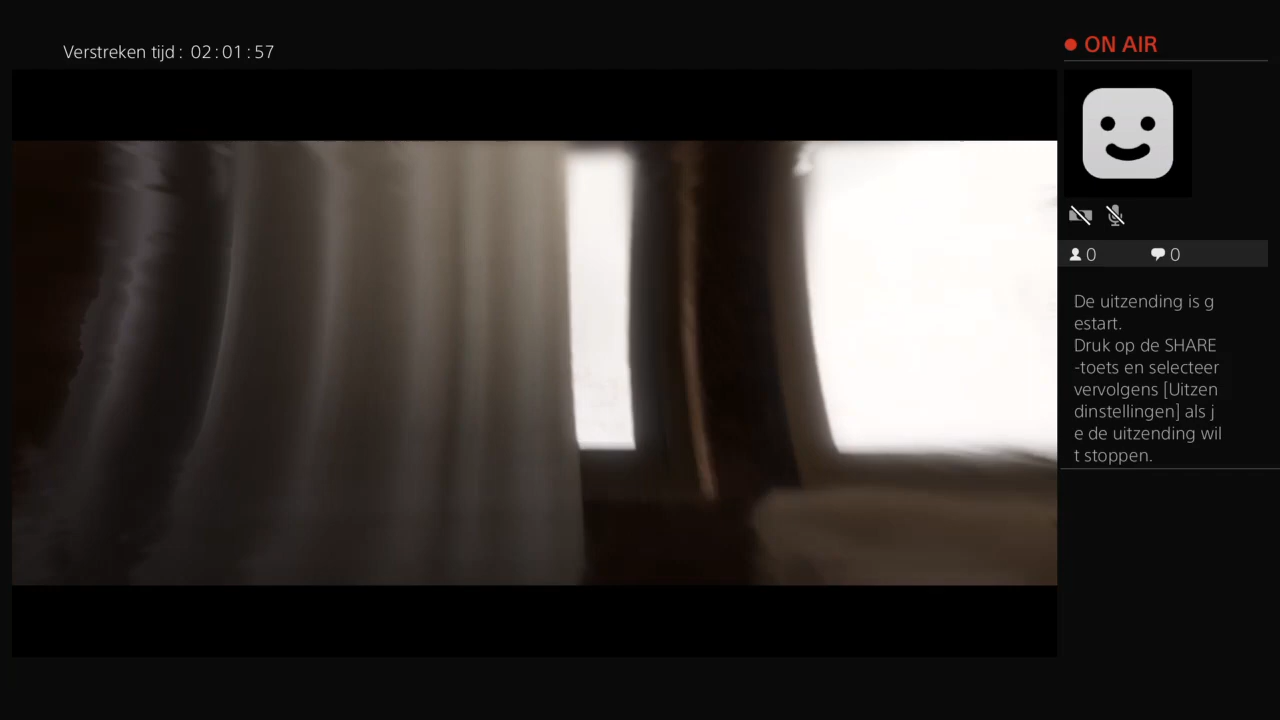 Verstreken tijd: 02:01:57
ON AIR
0 0
De uitzending is g
estart.
Druk op de SHARE
-toets en selecteer
vervolgens [Uitzen
dinstellingen] als j
e de uitzending wil
t stoppen.